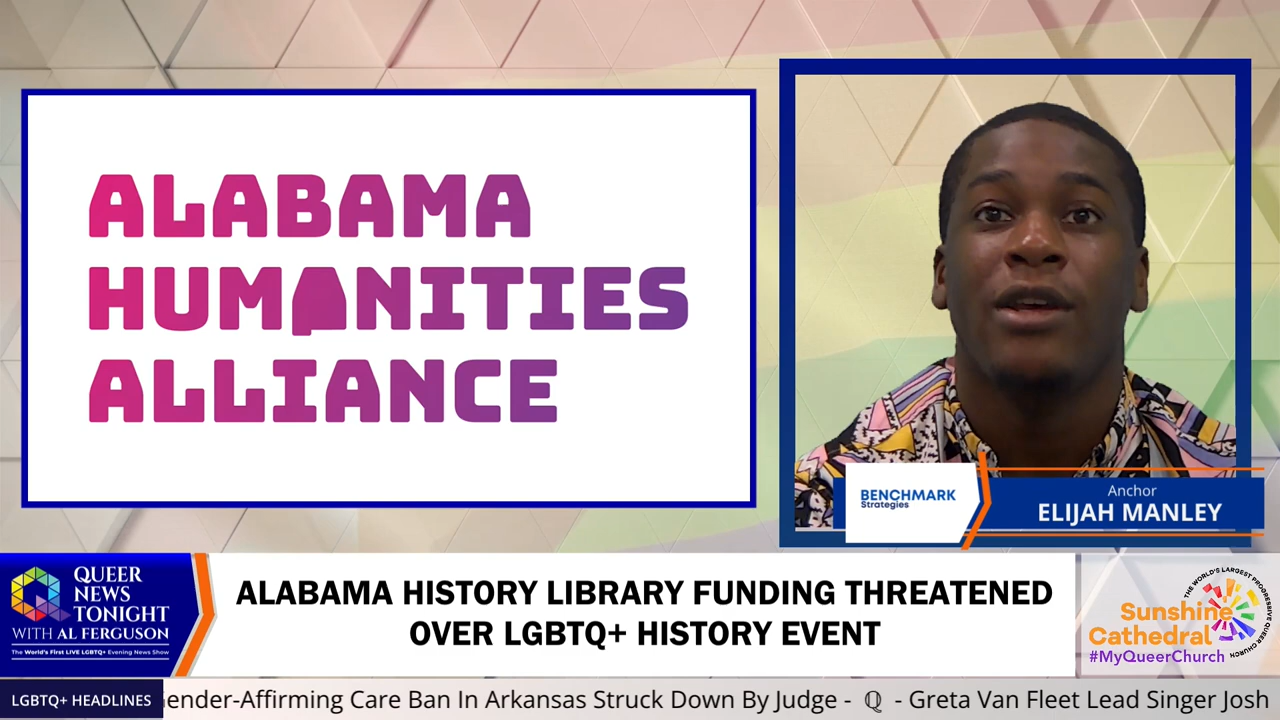 ALABAMA
HUMANITIES
ALLIANCE
BENCHMARK
Strategies
Anchor
ELIJAH MANLEY
QUEER
NEWS
TONIGHT
WITH AL FERGUSON
The World's First LIVE LGBTQ+ Evening News Show
ALABAMA HISTORY LIBRARY FUNDING THREATENED
OVER LGBTQ+ HISTORY EVENT
THE WORLD'S LARGEST PROGRESSIVE QUEER CHURCH
Sunshine
Cathedral
#MyQueerChurch
LGBTQ+ HEADLINES
Gender-Affirming Care Ban In Arkansas Struck Down By Judge - Q - Greta Van Fleet Lead Singer Josh